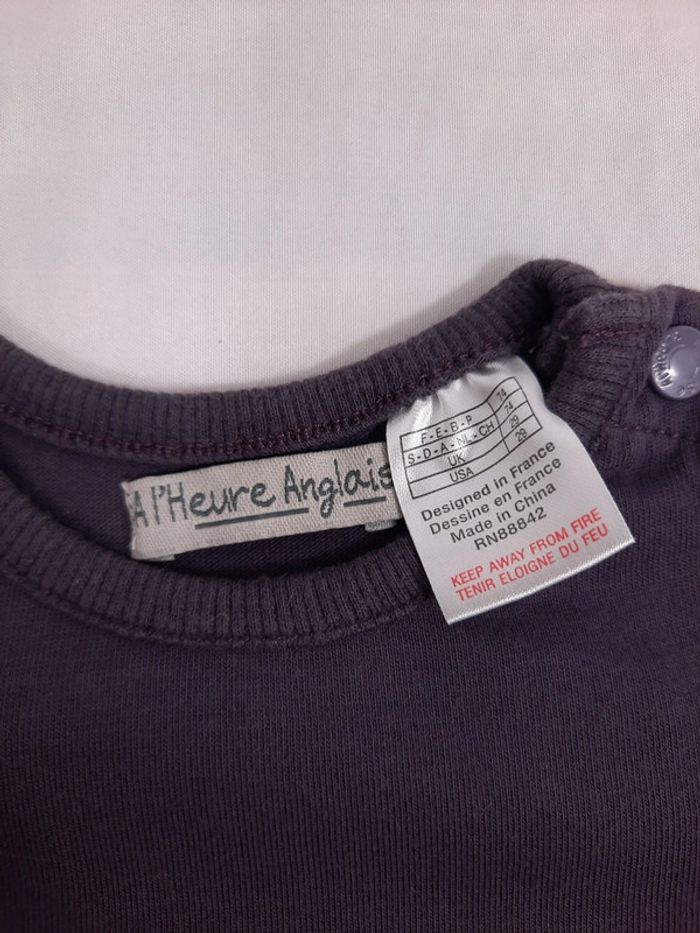 A l'Heure Anglais
F - E - B - P 74
S - D - A - NL - CH 74
UK 29
USA 29
Designed in France
Dessine en France
Made in China
RN88842
KEEP AWAY FROM FIRE
TENIR ELOIGNE DU FEU